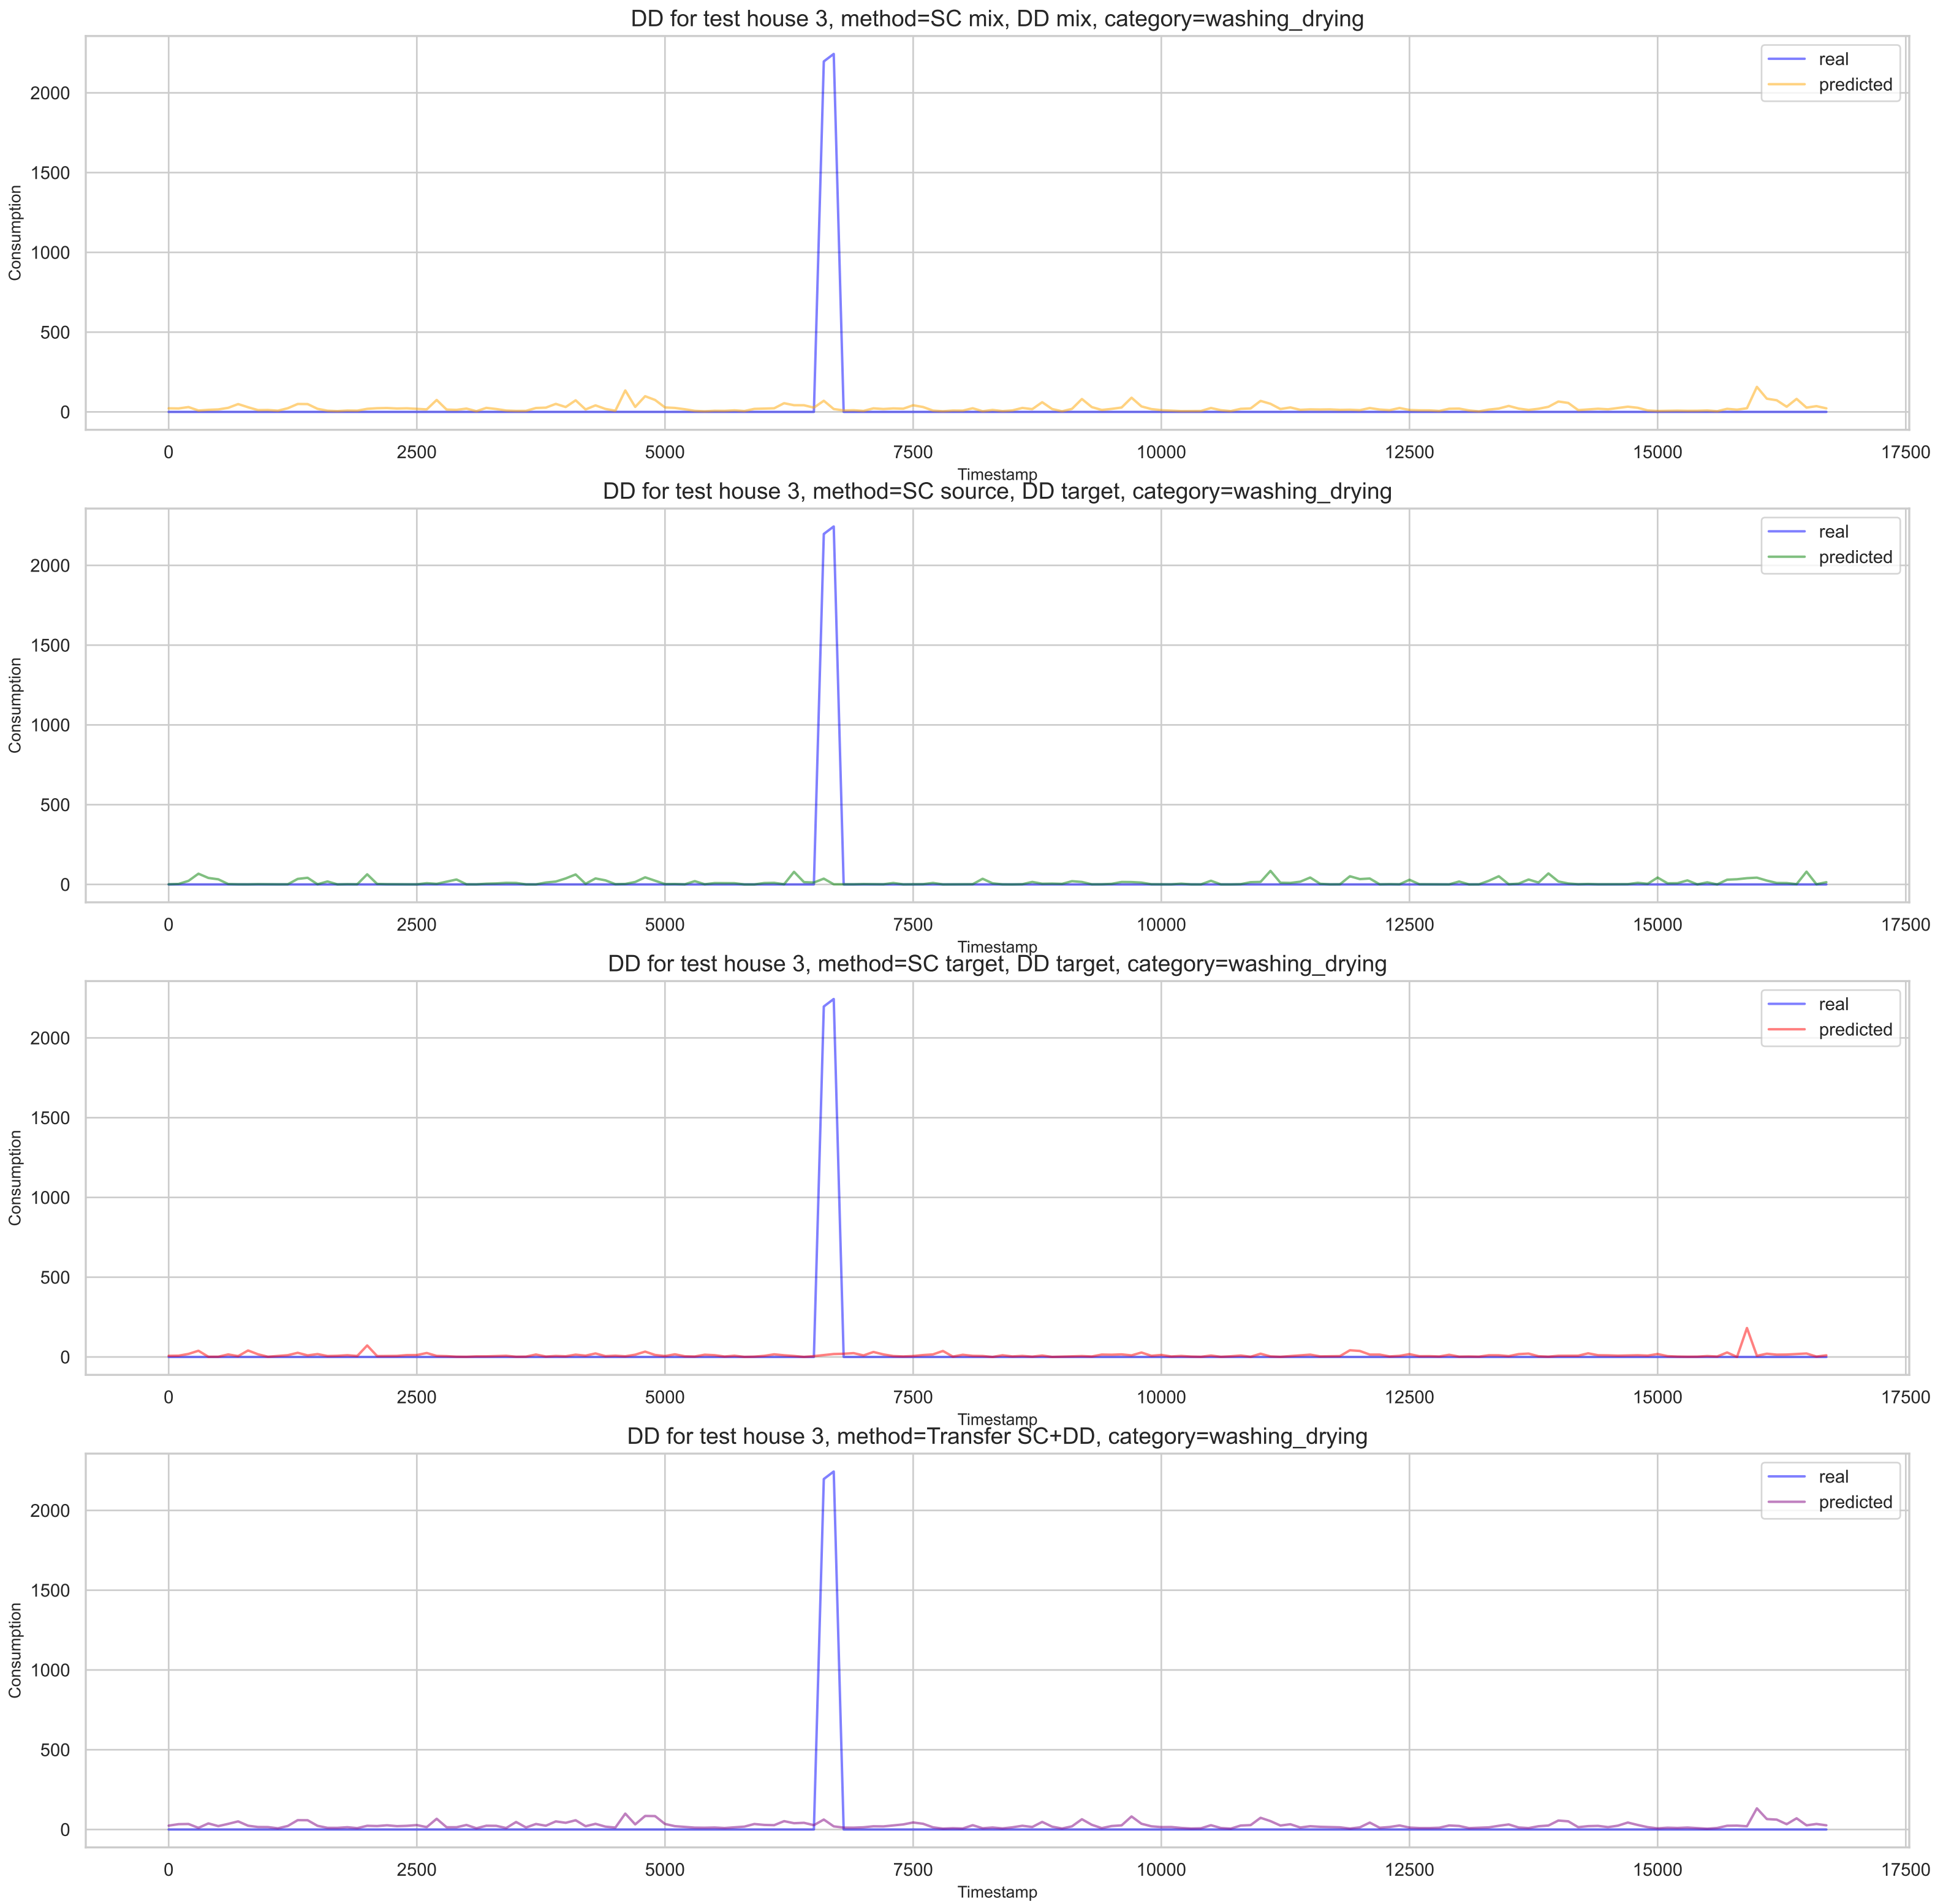 DD for test house 3, method=SC mix, DD mix, category=washing_drying
real
predicted
2000
1500
1000
500
0
Consumption
0 2500 5000 7500 10000 12500 15000 17500
Timestamp
DD for test house 3, method=SC source, DD target, category=washing_drying
real
predicted
2000
1500
1000
500
0
Consumption
0 2500 5000 7500 10000 12500 15000 17500
Timestamp
DD for test house 3, method=SC target, DD target, category=washing_drying
real
predicted
2000
1500
1000
500
0
Consumption
0 2500 5000 7500 10000 12500 15000 17500
Timestamp
DD for test house 3, method=Transfer SC+DD, category=washing_drying
real
predicted
2000
1500
1000
500
0
Consumption
0 2500 5000 7500 10000 12500 15000 17500
Timestamp